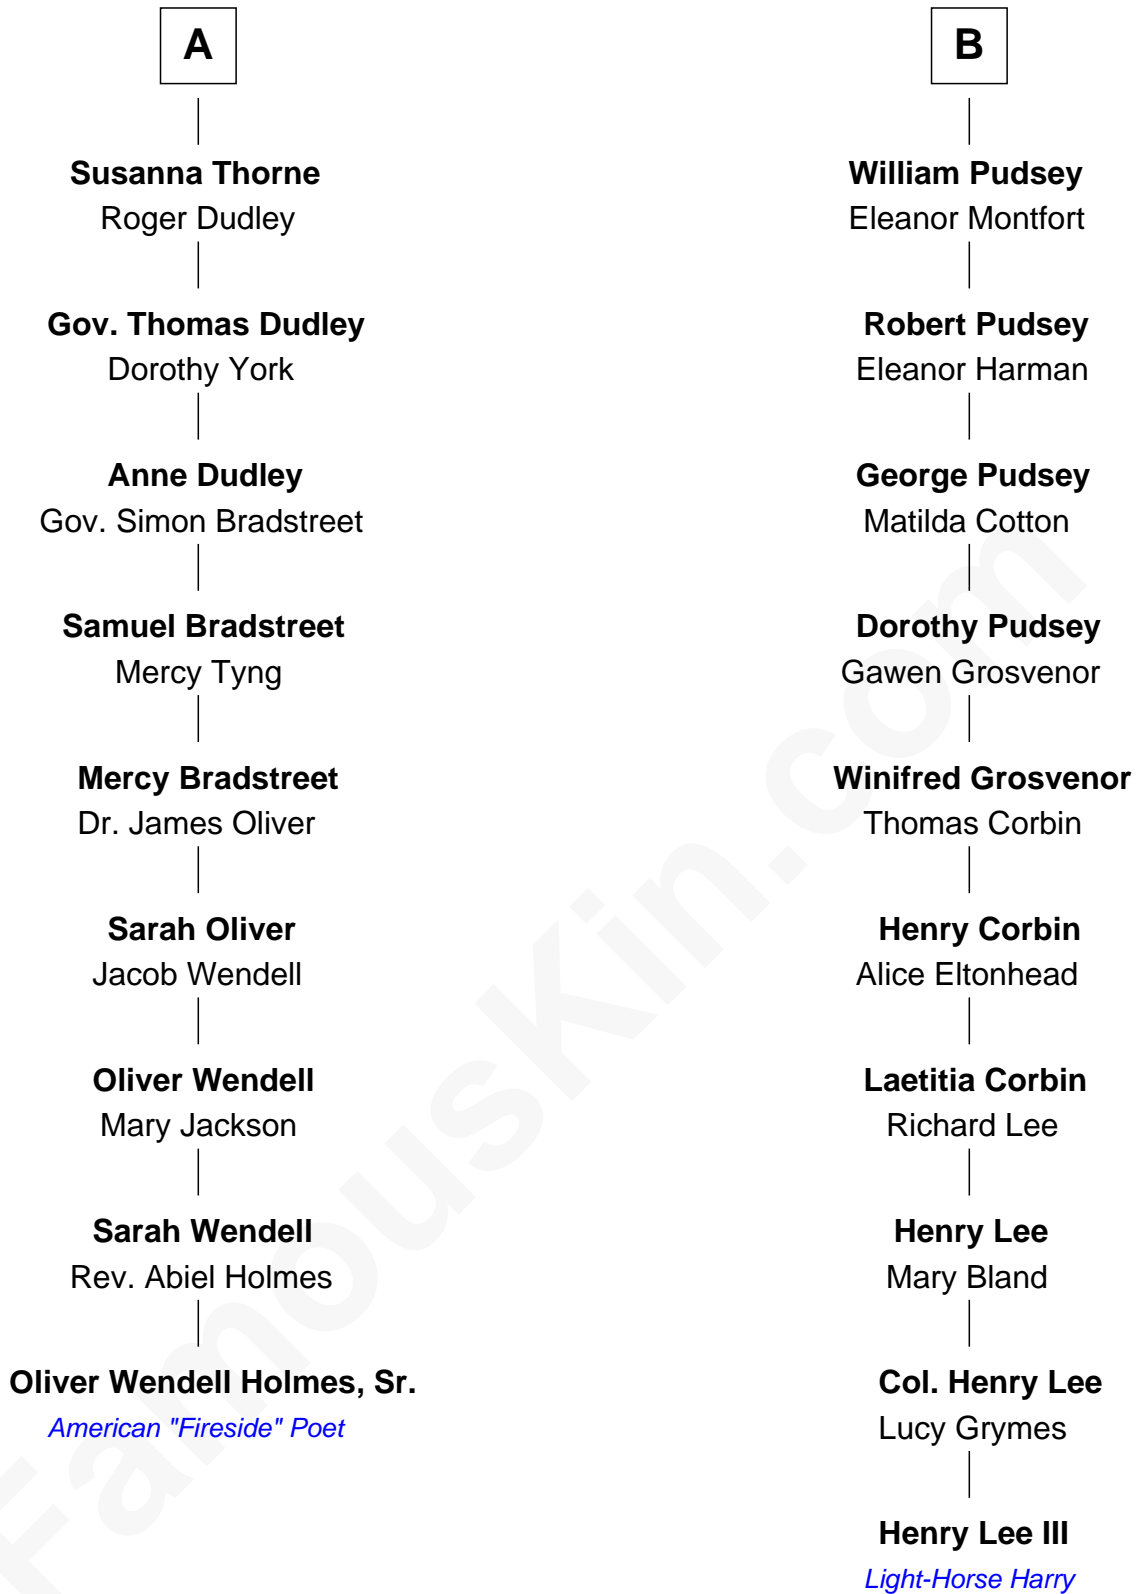 A
Susanna Thorne
Roger Dudley
Gov. Thomas Dudley
Dorothy York
Anne Dudley
Gov. Simon Bradstreet
Samuel Bradstreet
Mercy Tyng
Mercy Bradstreet
Dr. James Oliver
Sarah Oliver
Jacob Wendell
Oliver Wendell
Mary Jackson
Sarah Wendell
Rev. Abiel Holmes
Oliver Wendell Holmes, Sr.
American "Fireside" Poet
B
William Pudsey
Eleanor Montfort
Robert Pudsey
Eleanor Harman
George Pudsey
Matilda Cotton
Dorothy Pudsey
Gawen Grosvenor
Winifred Grosvenor
Thomas Corbin
Henry Corbin
Alice Eltonhead
Laetitia Corbin
Richard Lee
Henry Lee
Mary Bland
Col. Henry Lee
Lucy Grymes
Henry Lee III
Light-Horse Harry
FamousKin.com